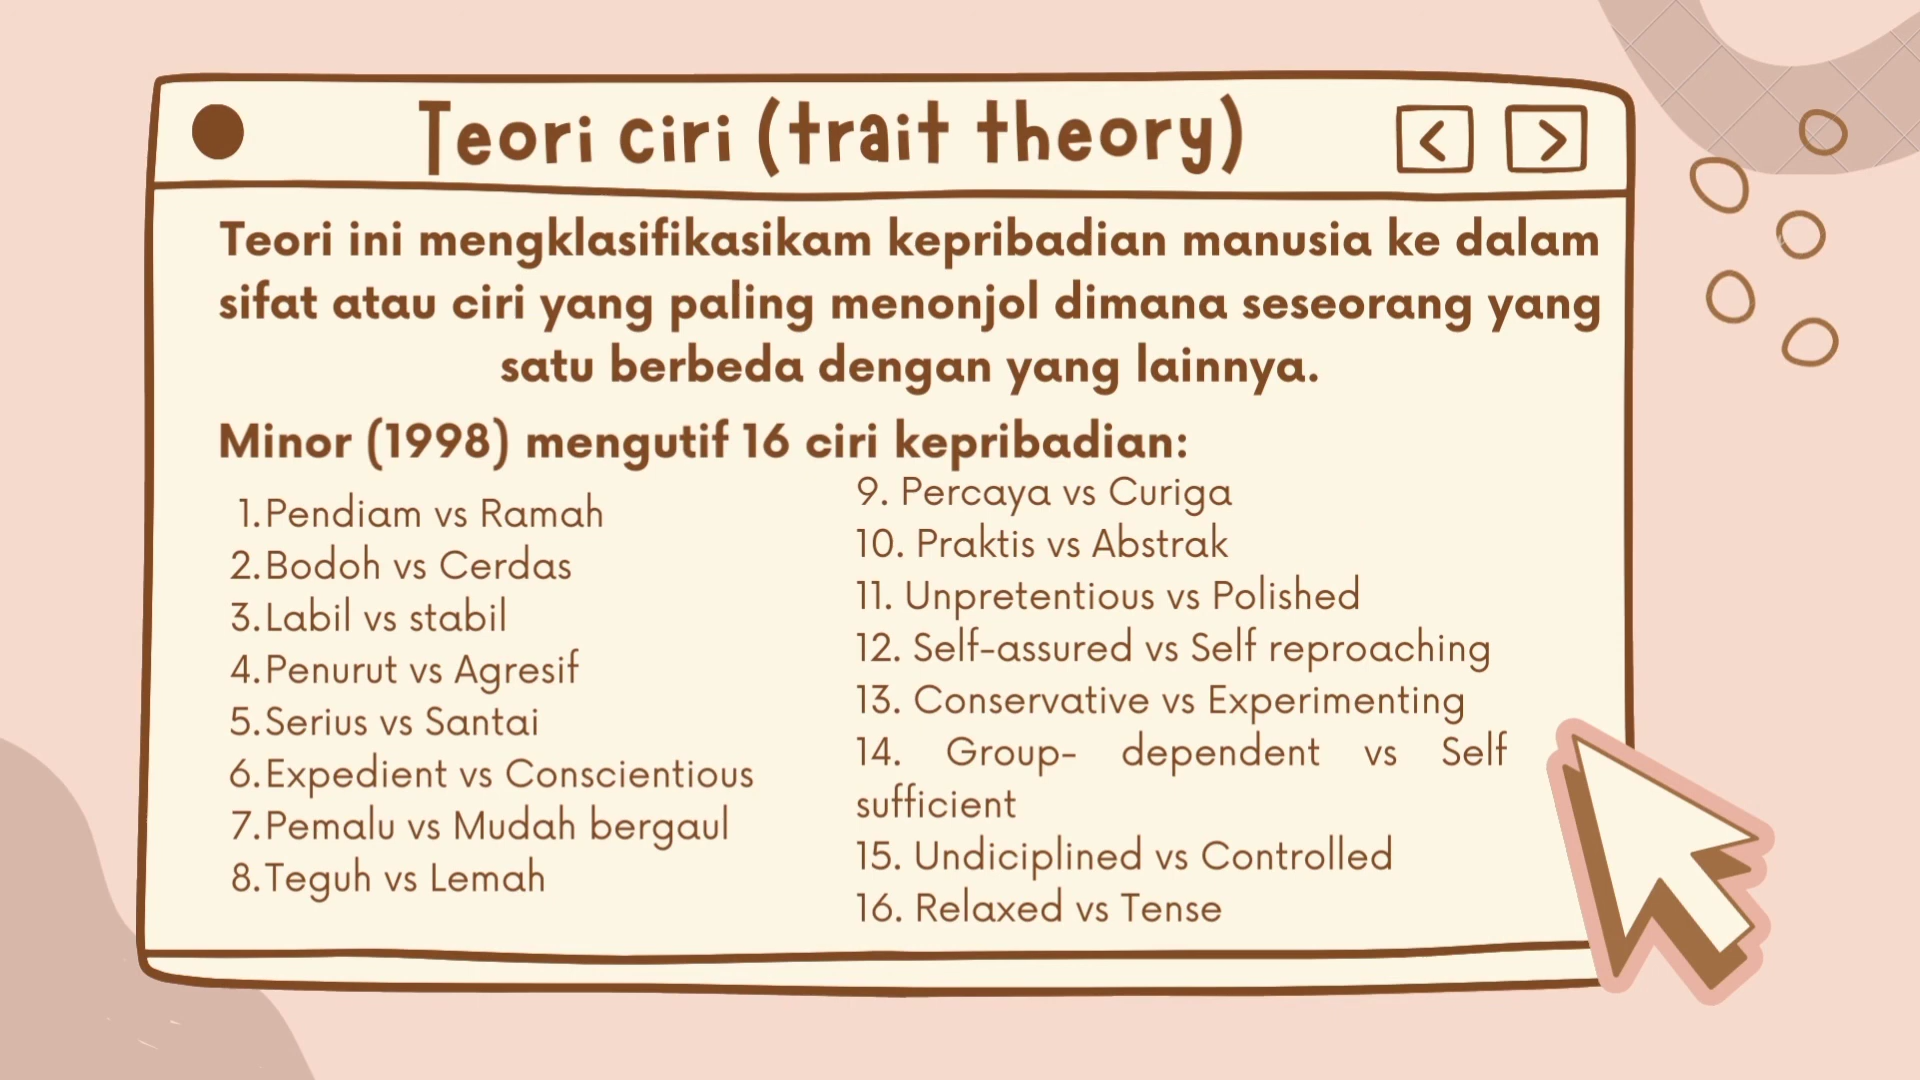 Teori ciri (trait theory)
Teori ini mengklasifikasikam kepribadian manusia ke dalam
sifat atau ciri yang paling menonjol dimana seseorang yang
satu berbeda dengan yang lainnya.
Minor (1998) mengutif 16 ciri kepribadian:
1.Pendiam vs Ramah
2.Bodoh vs Cerdas
3.Labil vs stabil
4.Penurut vs Agresif
5.Serius vs Santai
6.Expedient vs Conscientious
7.Pemalu vs Mudah bergaul
8.Teguh vs Lemah
9. Percaya vs Curiga
10. Praktis vs Abstrak
11. Unpretentious vs Polished
12. Self-assured vs Self reproaching
13. Conservative vs Experimenting
14. Group- dependent vs Self
sufficient
15. Undiciplined vs Controlled
16. Relaxed vs Tense